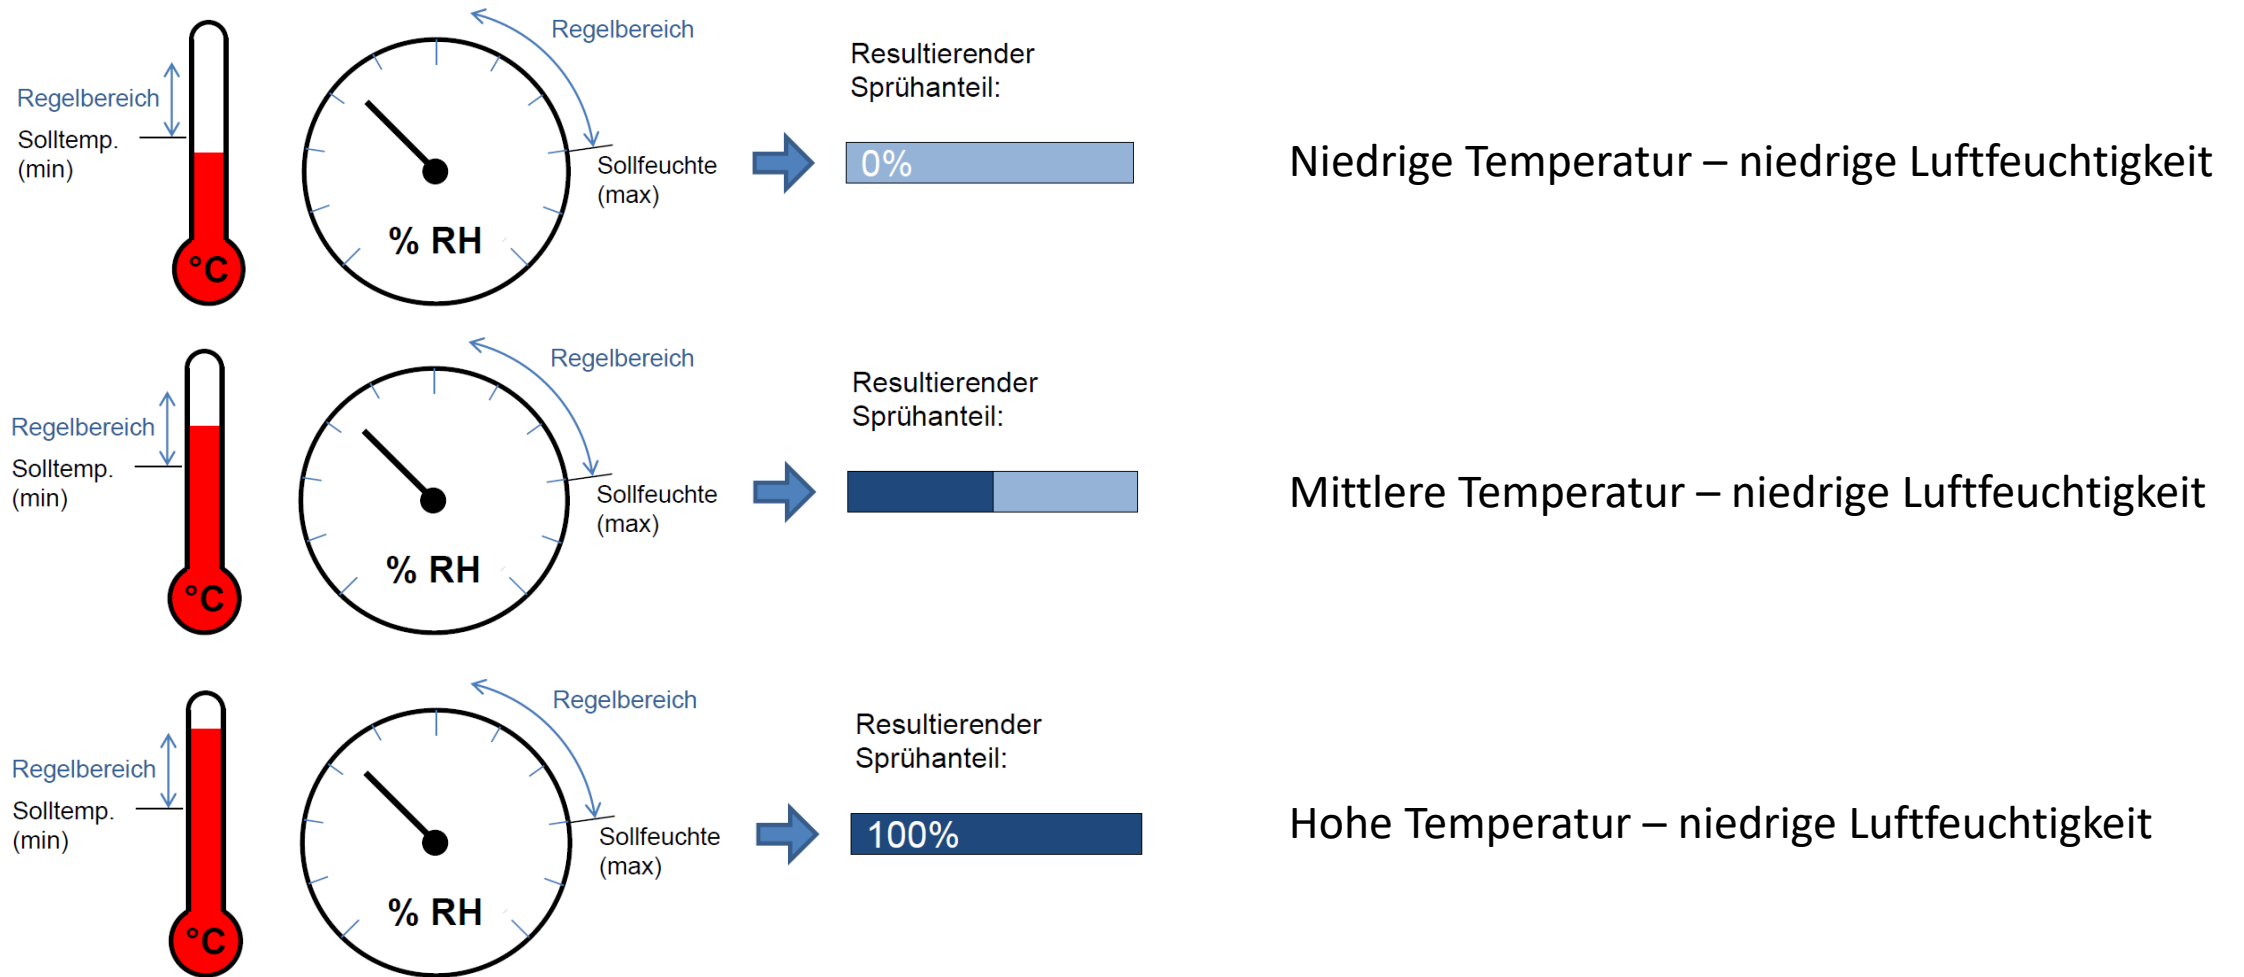 Regelbereich
Regelbereich
Solltemp.
(min)
°C
% RH
Sollfeuchte
(max)
Resultierender
Sprühanteil:
0%
Niedrige Temperatur – niedrige Luftfeuchtigkeit
Regelbereich
Regelbereich
Solltemp.
(min)
°C
% RH
Sollfeuchte
(max)
Resultierender
Sprühanteil:
Mittlere Temperatur – niedrige Luftfeuchtigkeit
Regelbereich
Regelbereich
Solltemp.
(min)
°C
% RH
Sollfeuchte
(max)
Resultierender
Sprühanteil:
100%
Hohe Temperatur – niedrige Luftfeuchtigkeit